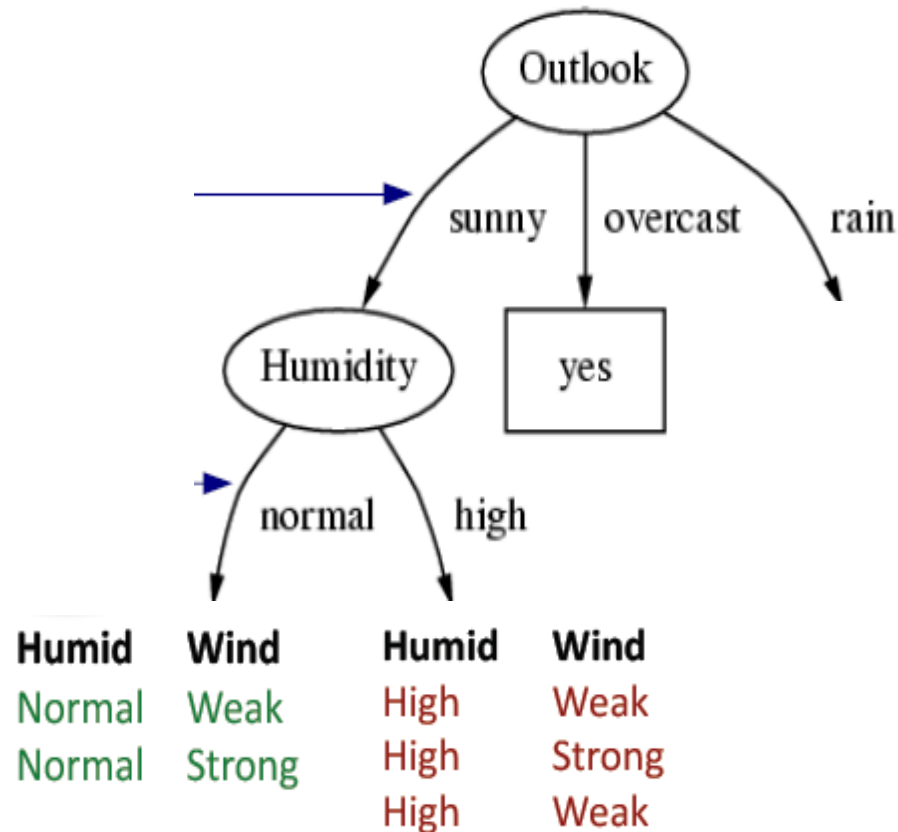 Outlook
sunny overcast rain
Humidity yes
normal high
Humid Wind Humid Wind
Normal Weak High Weak
Normal Strong High Strong
High Weak